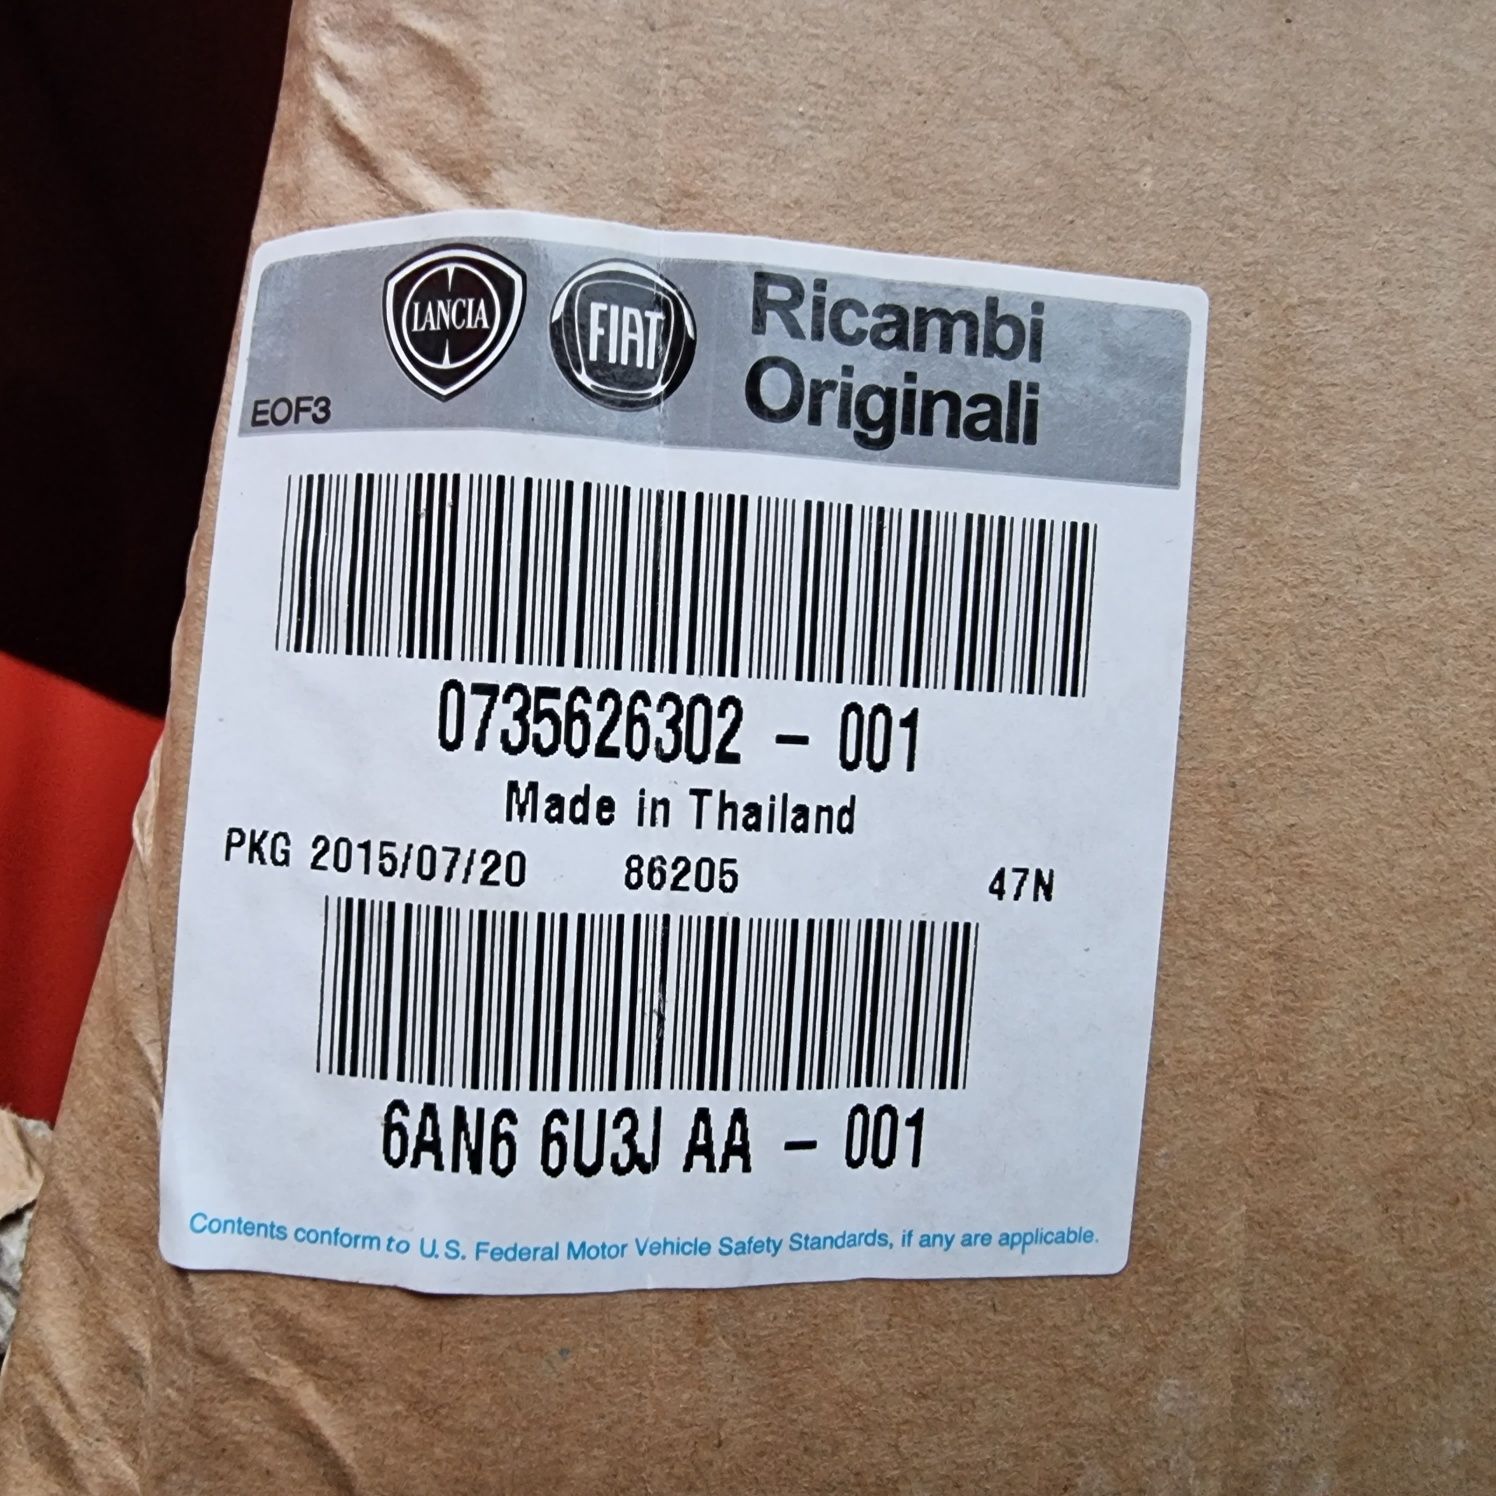 LANCIA
FIAT
Ricambi
Originali
EOF3
0735626302 - 001
Made in Thailand
PKG 2015/07/20 86205 47N
6AN6 6U3J AA - 001
Contents conform to U.S. Federal Motor Vehicle Safety Standards, if any are applicable.